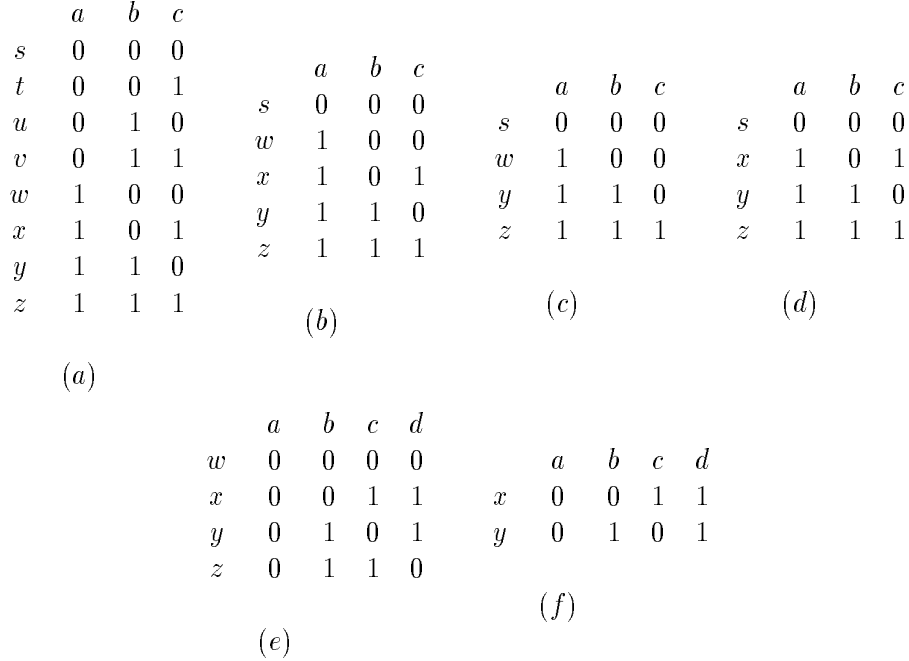 a b c
s 0 0 0
t 0 0 1
u 0 1 0
v 0 1 1
w 1 0 0
x 1 0 1
y 1 1 0
z 1 1 1
(a)
a b c
s 0 0 0
w 1 0 0
x 1 0 1
y 1 1 0
z 1 1 1
(b)
a b c
s 0 0 0
w 1 0 0
y 1 1 0
z 1 1 1
(c)
a b c
s 0 0 0
x 1 0 1
y 1 1 0
z 1 1 1
(d)
a b c d
w 0 0 0 0
x 0 0 1 1
y 0 1 0 1
z 0 1 1 0
(e)
a b c d
x 0 0 1 1
y 0 1 0 1
(f)